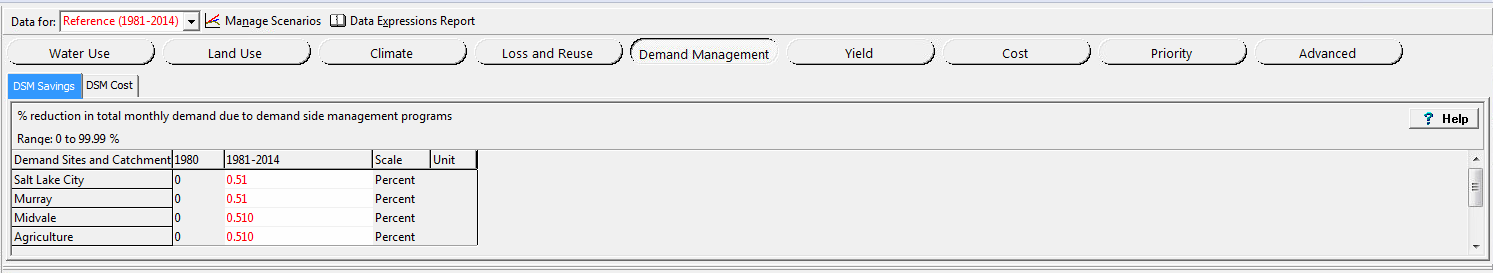 Data for: Reference (1981-2014) Manage Scenarios Data Expressions Report
Water Use Land Use Climate Loss and Reuse Demand Management Yield Cost Priority Advanced
DSM Savings DSM Cost
% reduction in total monthly demand due to demand side management programs
? Help
Range: 0 to 99.99 %
Demand Sites and Catchment 1980 1981-2014 Scale Unit
Salt Lake City 0 0.51 Percent
Murray 0 0.51 Percent
Midvale 0 0.510 Percent
Agriculture 0 0.510 Percent